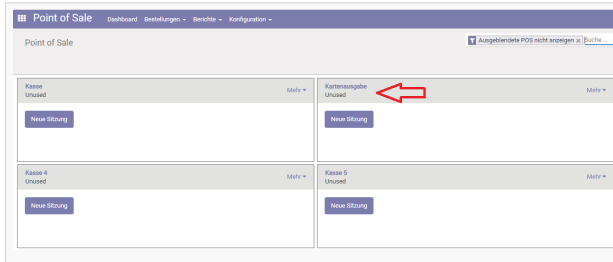 Point of Sale Dashboard Bestellungen Berichte Konfiguration
Point of Sale Ausgeblendete POS nicht anzeigen x Suche ...
Kasse Mehr
Unused
Neue Sitzung
Kartenausgabe Mehr
Unused
Neue Sitzung
Kasse 4 Mehr
Unused
Neue Sitzung
Kasse 5 Mehr
Unused
Neue Sitzung